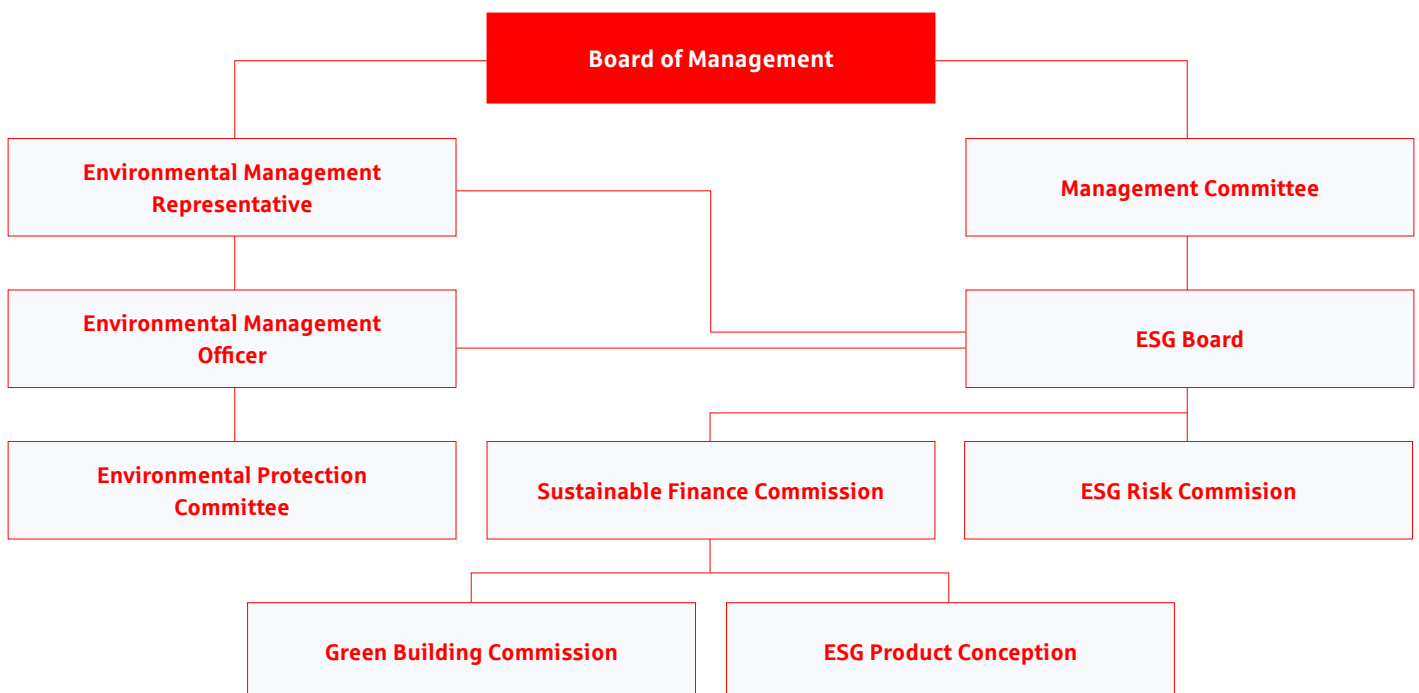 Board of Management
Environmental Management
Representative
Management Committee
Environmental Management
Officer
ESG Board
Environmental Protection
Committee
Sustainable Finance Commission
ESG Risk Commision
Green Building Commission
ESG Product Conception